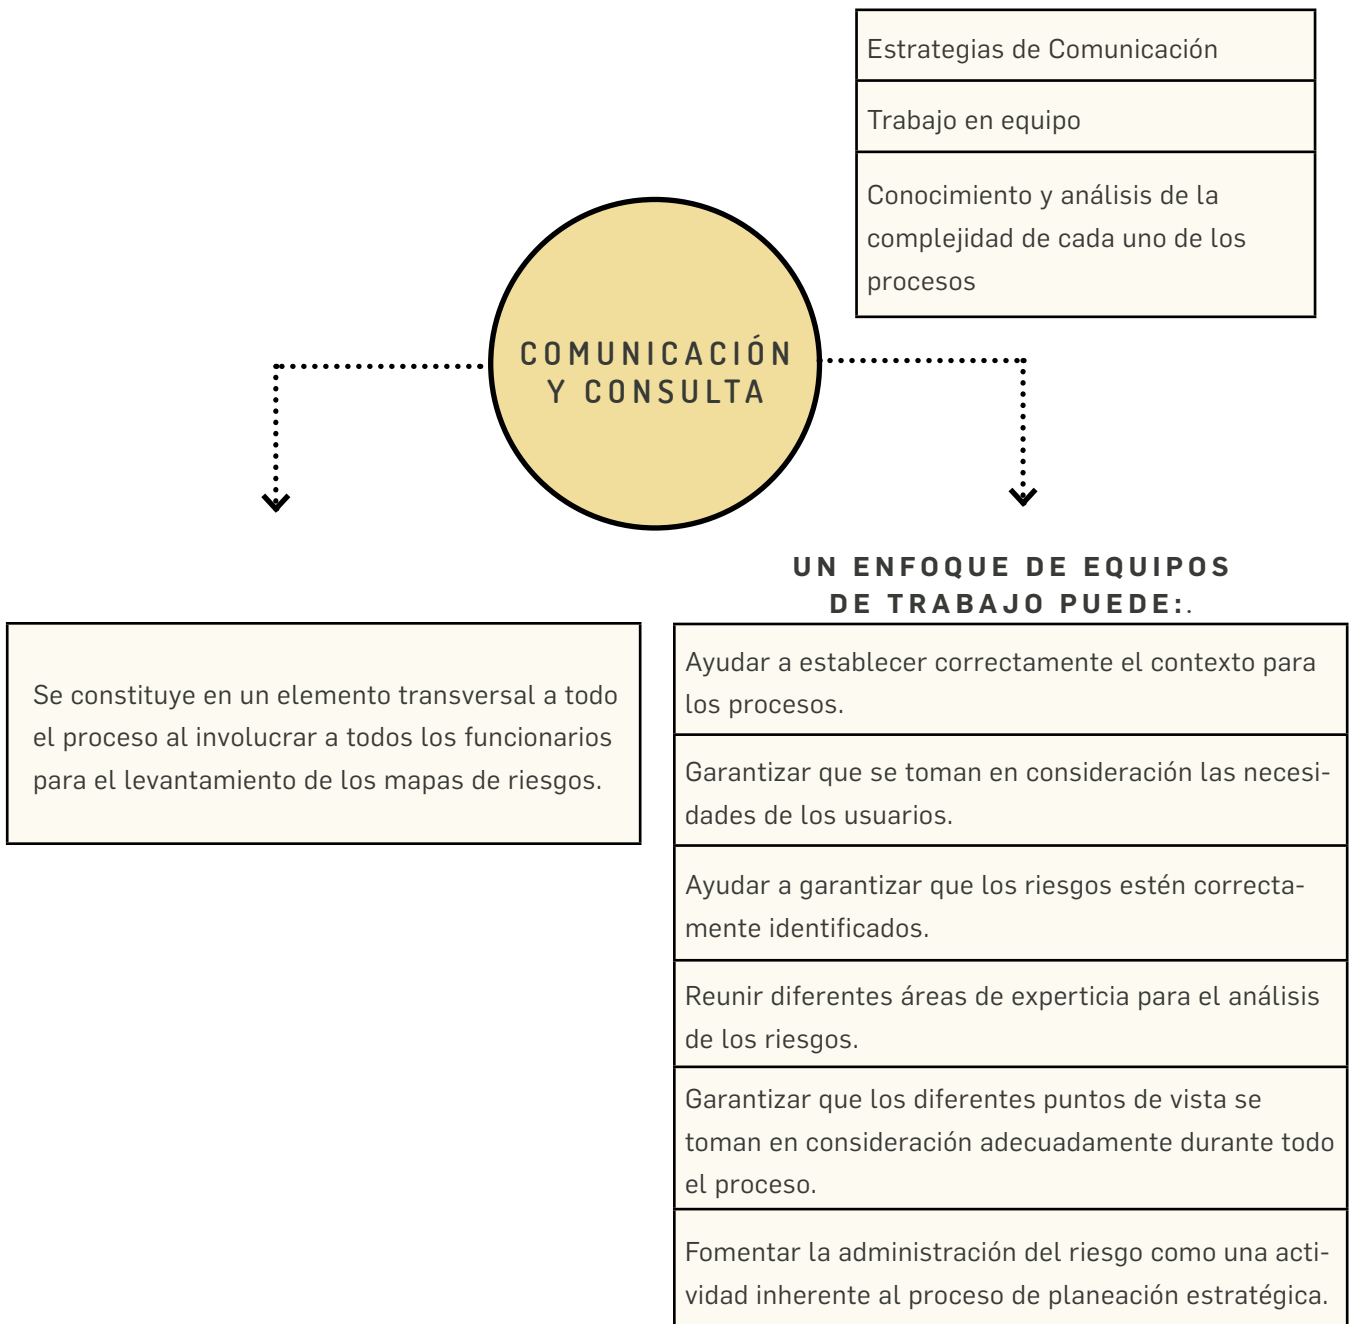 Estrategias de Comunicación
Trabajo en equipo
Conocimiento y análisis de la
complejidad de cada uno de los
procesos
COMUNICACIÓN
Y CONSULTA
Se constituye en un elemento transversal a todo
el proceso al involucrar a todos los funcionarios
para el levantamiento de los mapas de riesgos.
UN ENFOQUE DE EQUIPOS
DE TRABAJO PUEDE:.
Ayudar a establecer correctamente el contexto para
los procesos.
Garantizar que se toman en consideración las necesi-
dades de los usuarios.
Ayudar a garantizar que los riesgos estén correcta-
mente identificados.
Reunir diferentes áreas de experticia para el análisis
de los riesgos.
Garantizar que los diferentes puntos de vista se
toman en consideración adecuadamente durante todo
el proceso.
Fomentar la administración del riesgo como una acti-
vidad inherente al proceso de planeación estratégica.